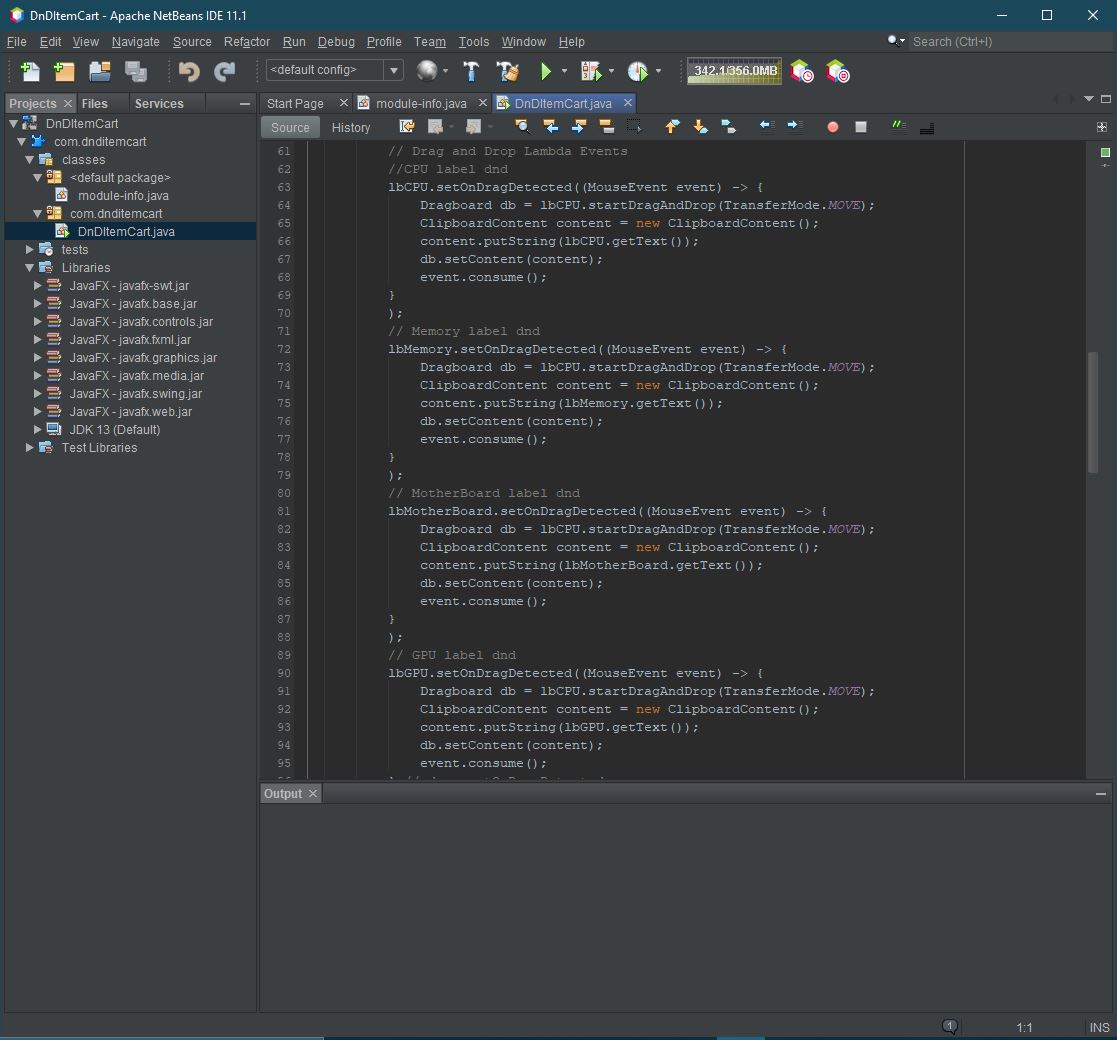 DnDItemCart - Apache NetBeans IDE 11.1
File Edit View Navigate Source Refactor Run Debug Profile Team Tools Window Help
Search (Ctrl+I)
<default config>
342.1/356.0MB
Projects Files Services
Start Page module-info.java DnDItemCart.java
Source History
DnDItemCart
com.dnditemcart
classes
<default package>
module-info.java
com.dnditemcart
DnDItemCart.java
tests
Libraries
JavaFX - javafx-swt.jar
JavaFX - javafx.base.jar
JavaFX - javafx.controls.jar
JavaFX - javafx.fxml.jar
JavaFX - javafx.graphics.jar
JavaFX - javafx.media.jar
JavaFX - javafx.swing.jar
JavaFX - javafx.web.jar
JDK 13 (Default)
Test Libraries
61 // Drag and Drop Lambda Events
62 //CPU label dnd
63 lbCPU.setOnDragDetected((MouseEvent event) -> {
64 Dragboard db = lbCPU.startDragAndDrop(TransferMode.MOVE);
65 ClipboardContent content = new ClipboardContent();
66 content.putString(lbCPU.getText());
67 db.setContent(content);
68 event.consume();
69 }
70 );
71 // Memory label dnd
72 lbMemory.setOnDragDetected((MouseEvent event) -> {
73 Dragboard db = lbCPU.startDragAndDrop(TransferMode.MOVE);
74 ClipboardContent content = new ClipboardContent();
75 content.putString(lbMemory.getText());
76 db.setContent(content);
77 event.consume();
78 }
79 );
80 // MotherBoard label dnd
81 lbMotherBoard.setOnDragDetected((MouseEvent event) -> {
82 Dragboard db = lbCPU.startDragAndDrop(TransferMode.MOVE);
83 ClipboardContent content = new ClipboardContent();
84 content.putString(lbMotherBoard.getText());
85 db.setContent(content);
86 event.consume();
87 }
88 );
89 // GPU label dnd
90 lbGPU.setOnDragDetected((MouseEvent event) -> {
91 Dragboard db = lbCPU.startDragAndDrop(TransferMode.MOVE);
92 ClipboardContent content = new ClipboardContent();
93 content.putString(lbGPU.getText());
94 db.setContent(content);
95 event.consume();
Output
1 1:1 INS